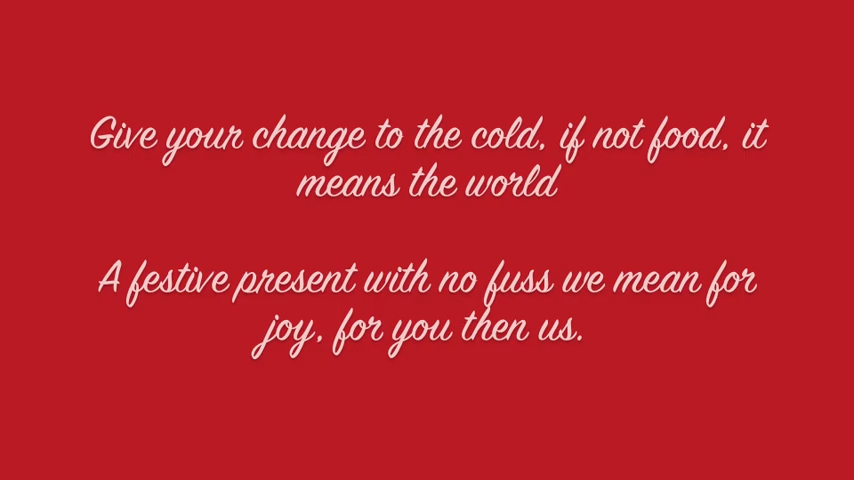 Give your change to the cold, if not food, it
means the world
A festive present with no fuss we mean for
joy, for you then us.